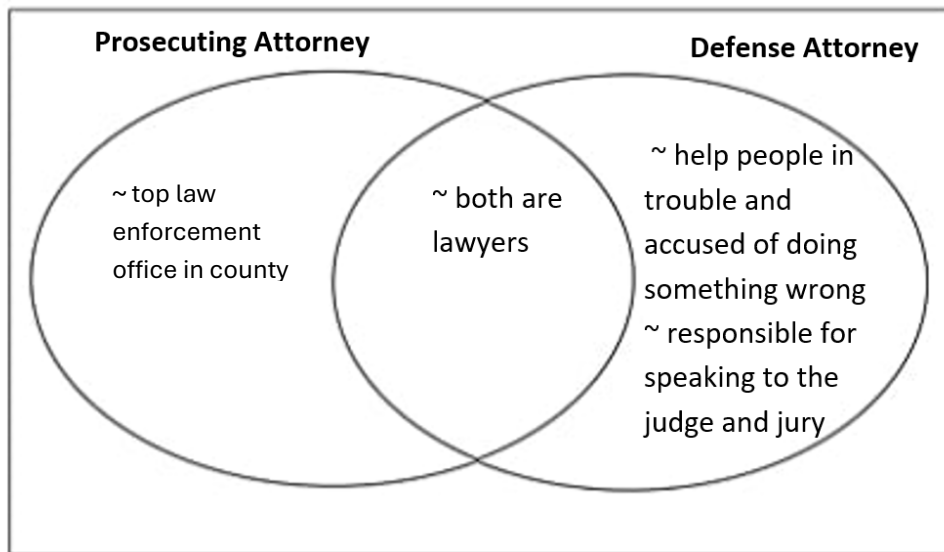 Prosecuting Attorney
Defense Attorney
~ top law
enforcement
office in county
~ both are
lawyers
~ help people in
trouble and
accused of doing
something wrong
~ responsible for
speaking to the
judge and jury